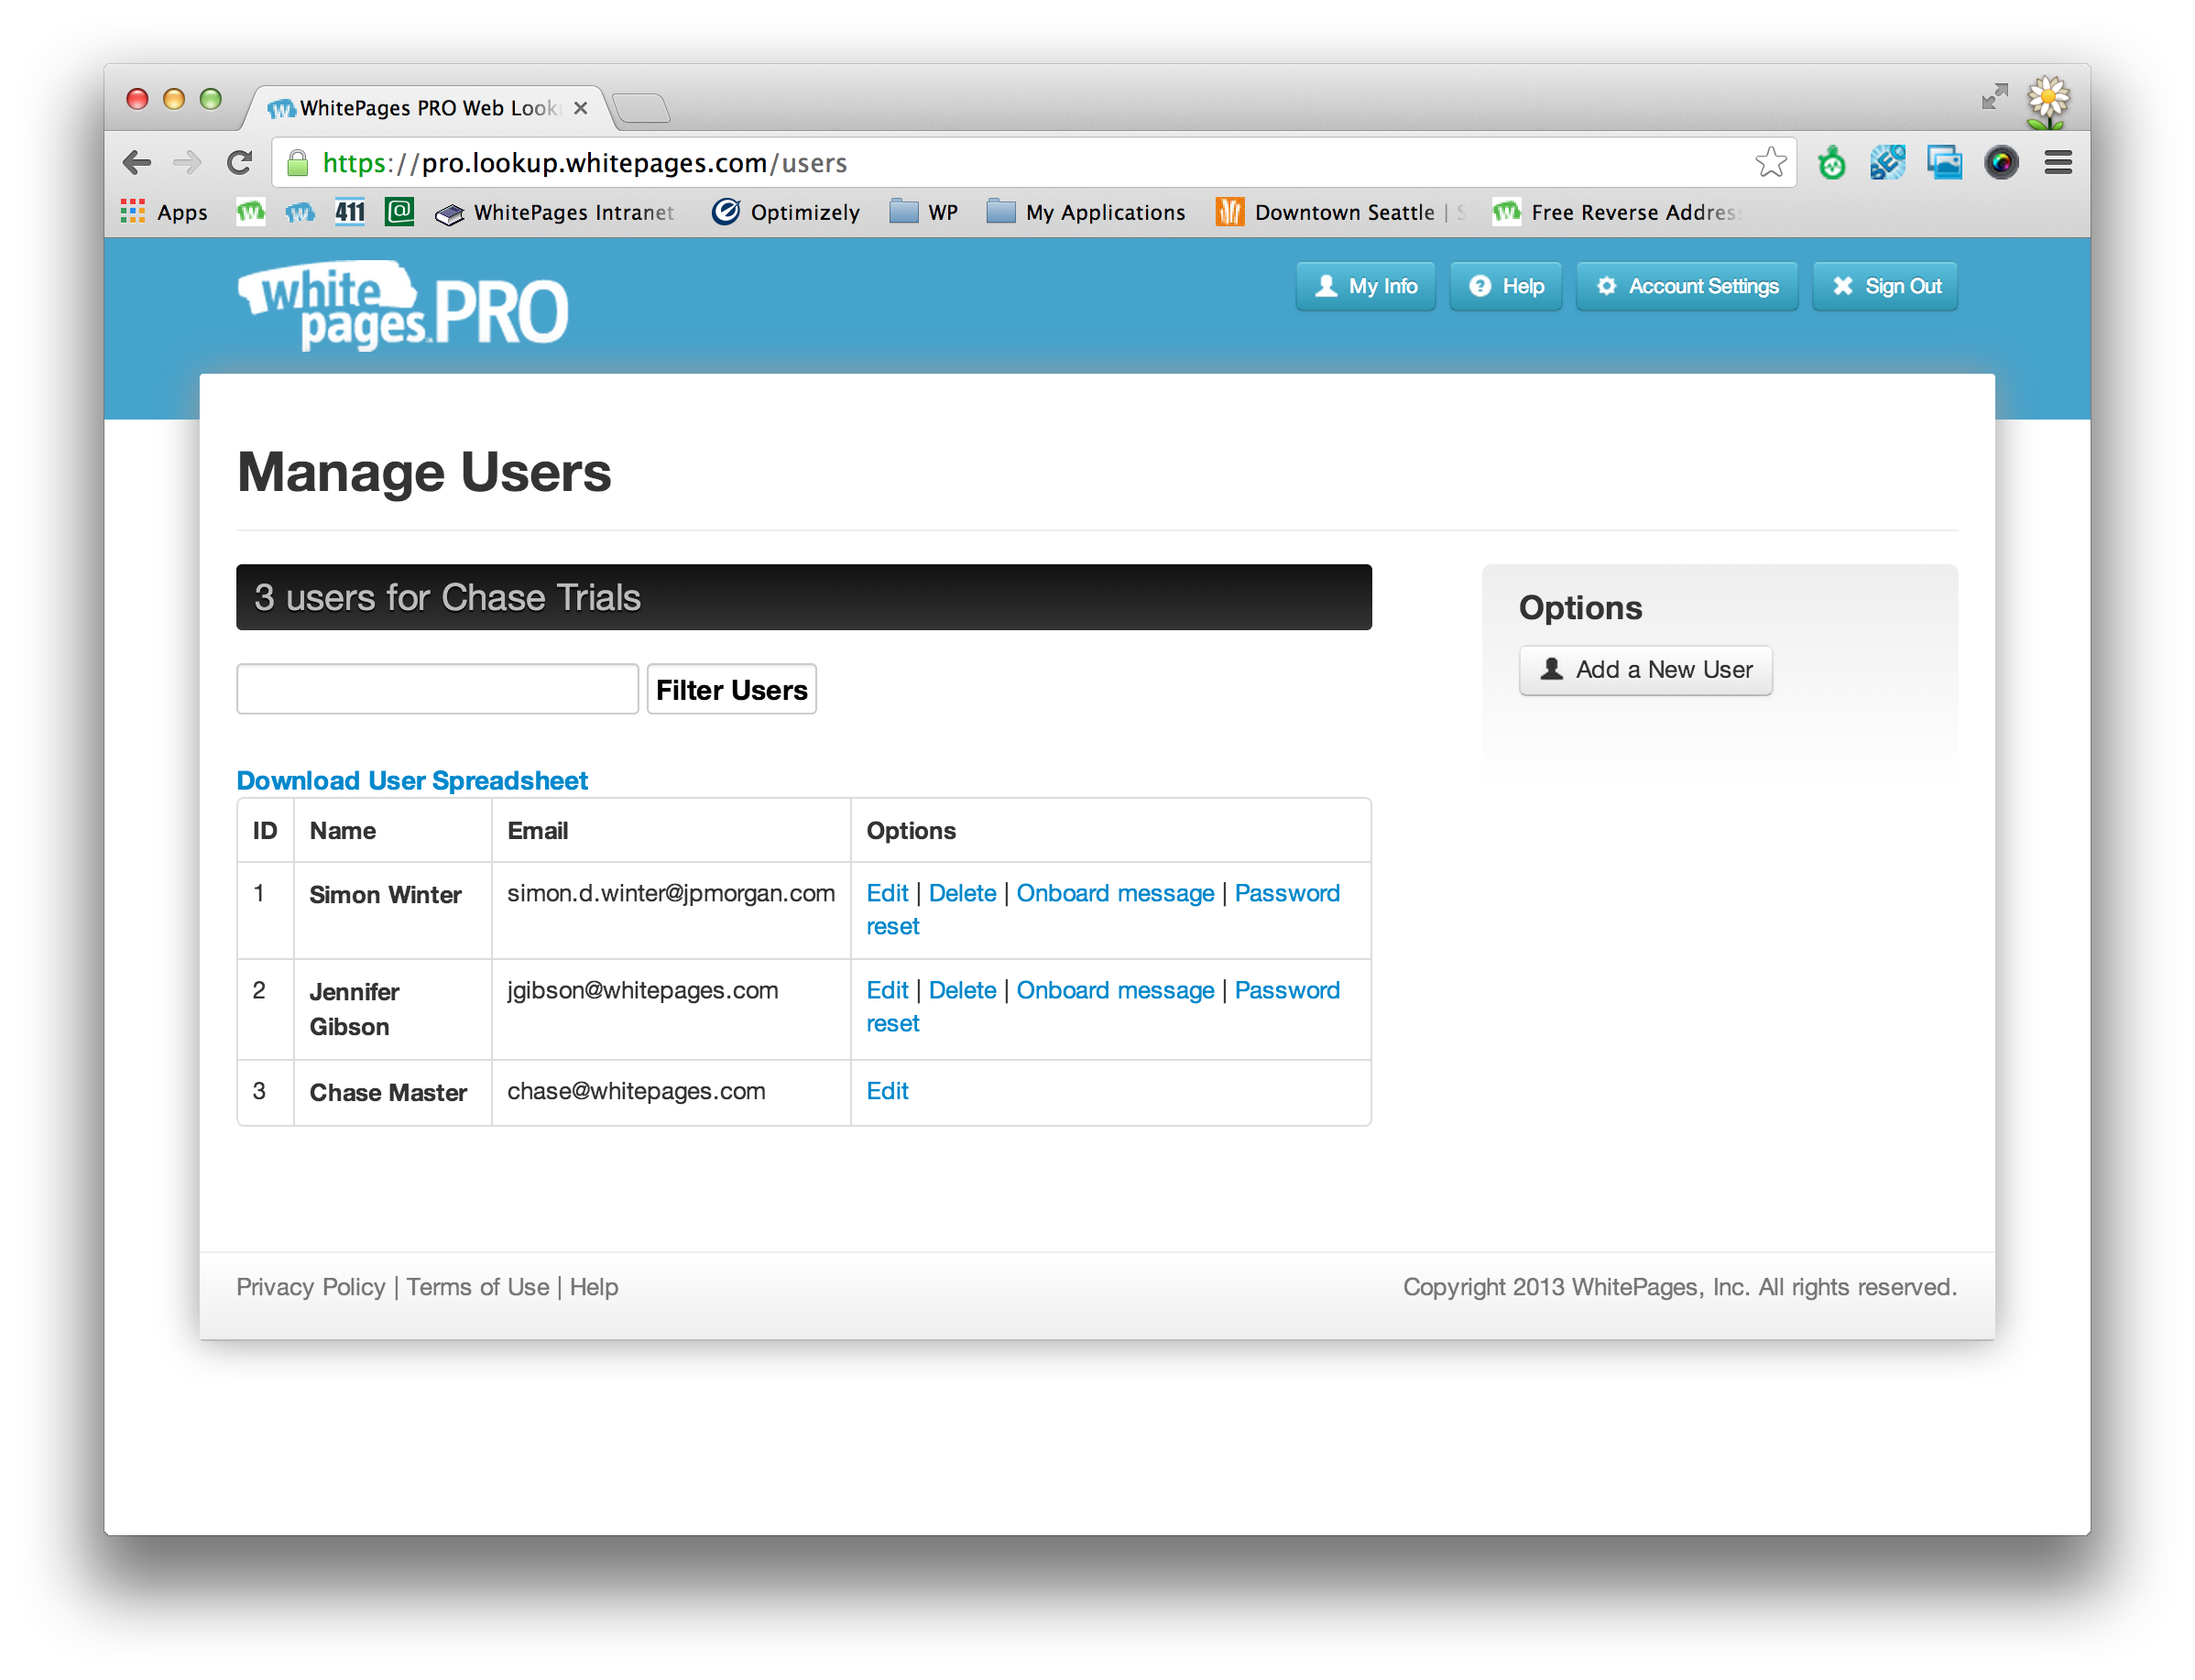 WhitePages PRO Web Look
https://pro.lookup.whitepages.com/users
Apps 411 WhitePages Intranet Optimizely WP My Applications Downtown Seattle | S Free Reverse Address
white pages.PRO
My Info Help Account Settings Sign Out
Manage Users
3 users for Chase Trials
Options
Add a New User
Filter Users
Download User Spreadsheet
ID Name Email Options
1 Simon Winter simon.d.winter@jpmorgan.com Edit | Delete | Onboard message | Password
reset
2 Jennifer jgibson@whitepages.com Edit | Delete | Onboard message | Password
Gibson reset
3 Chase Master chase@whitepages.com Edit
Privacy Policy | Terms of Use | Help Copyright 2013 WhitePages, Inc. All rights reserved.